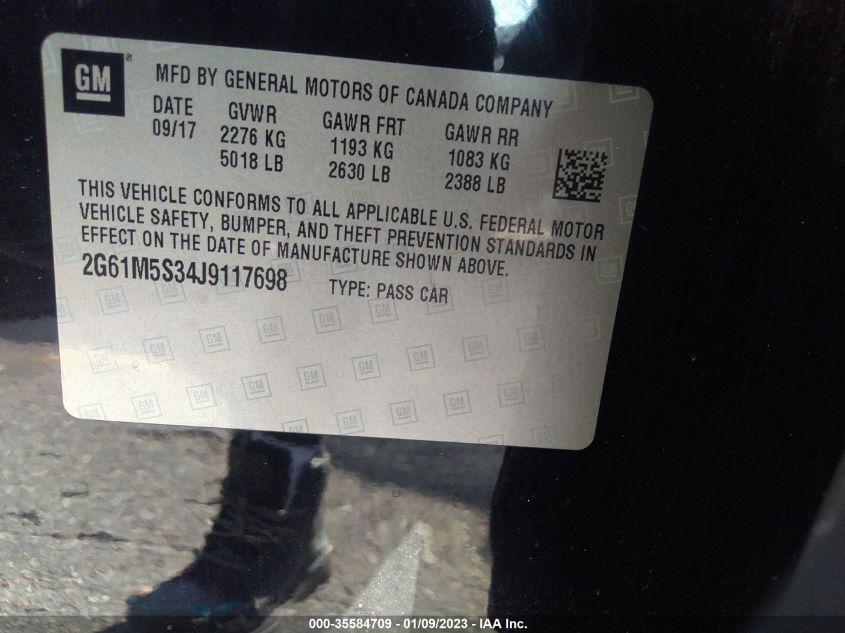 GM ®
MFD BY GENERAL MOTORS OF CANADA COMPANY
DATE GVWR GAWR FRT GAWR RR
09/17 2276 KG 1193 KG 1083 KG
5018 LB 2630 LB 2388 LB
THIS VEHICLE CONFORMS TO ALL APPLICABLE U.S. FEDERAL MOTOR
VEHICLE SAFETY, BUMPER, AND THEFT PREVENTION STANDARDS IN
EFFECT ON THE DATE OF MANUFACTURE SHOWN ABOVE.
2G61M5S34J9117698 TYPE: PASS CAR
000-35584709 - 01/09/2023 - IAA Inc.